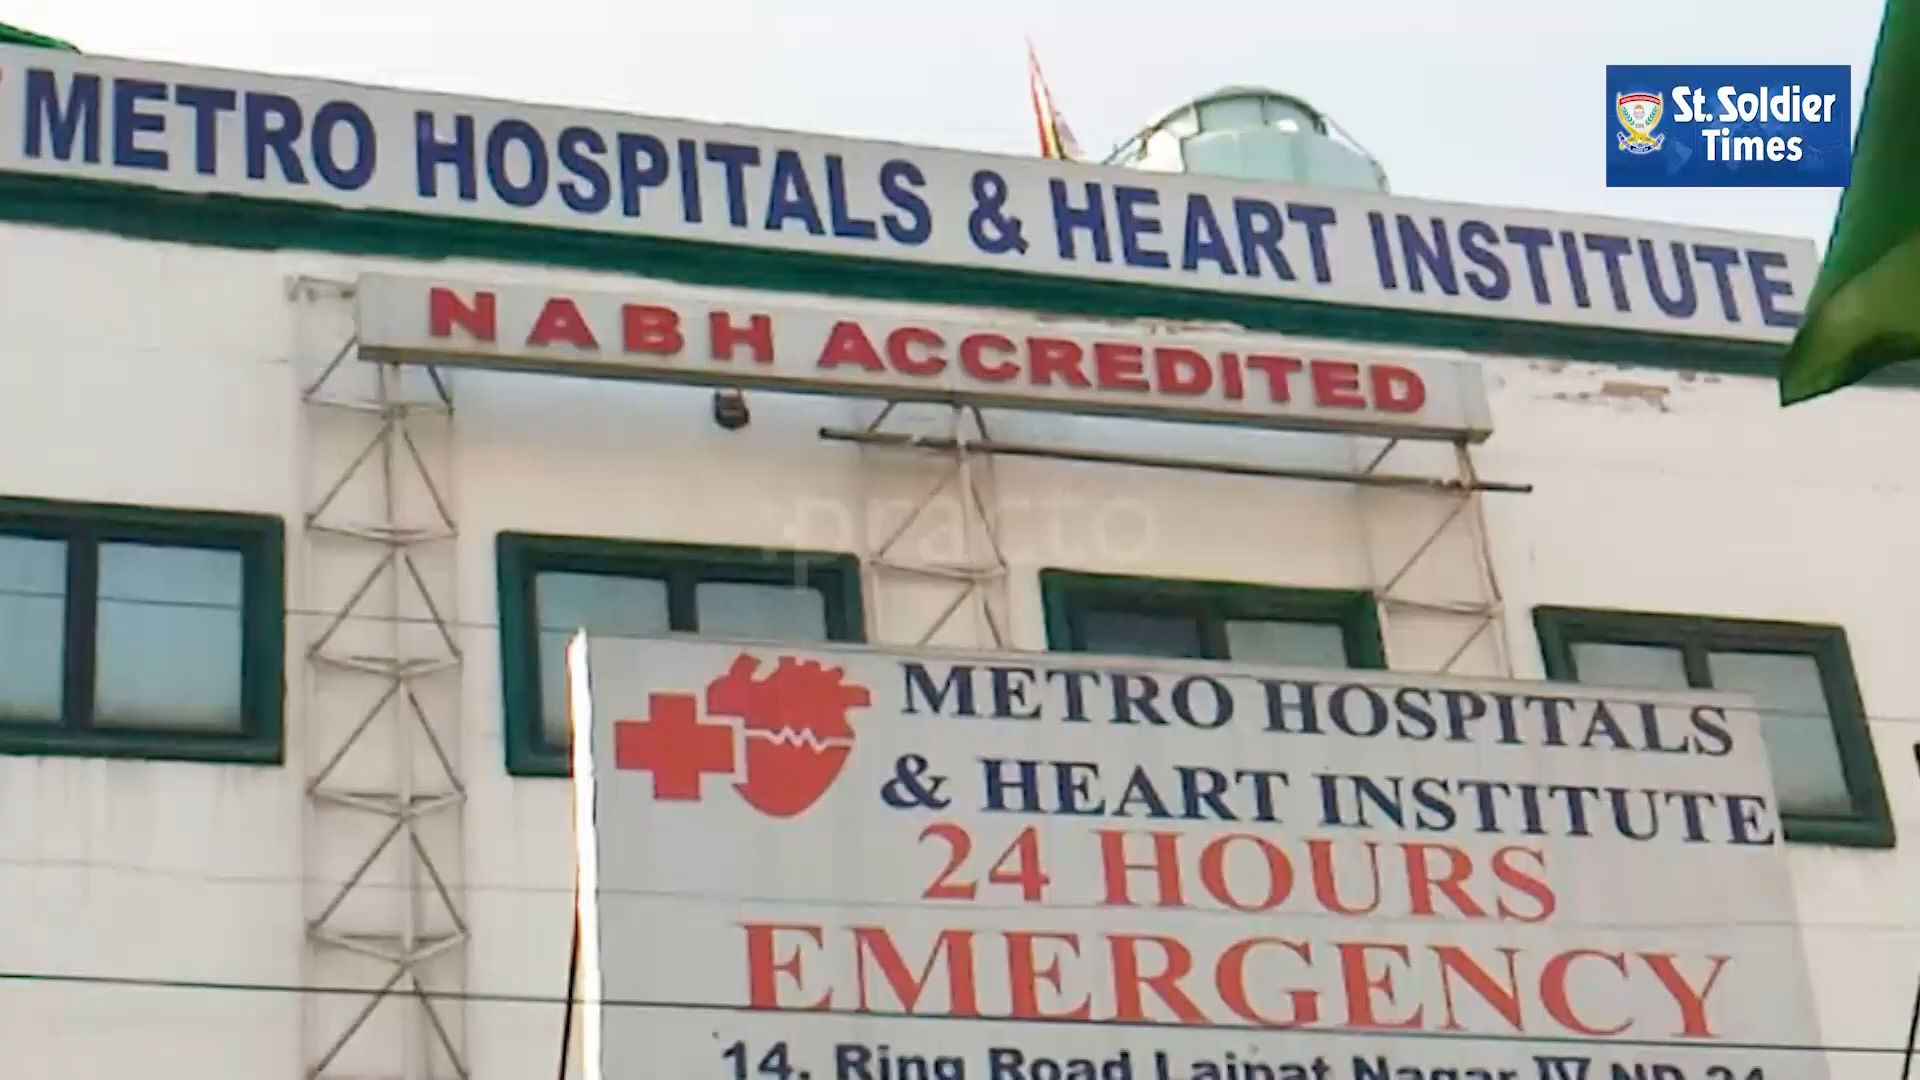 METRO HOSPITALS & HEART INSTITUTE
St. Soldier
Times
NABH ACCREDITED
practo
METRO HOSPITALS
& HEART INSTITUTE
24 HOURS
EMERGENCY
14, Ring Road Lajpat Nagar IV ND-24